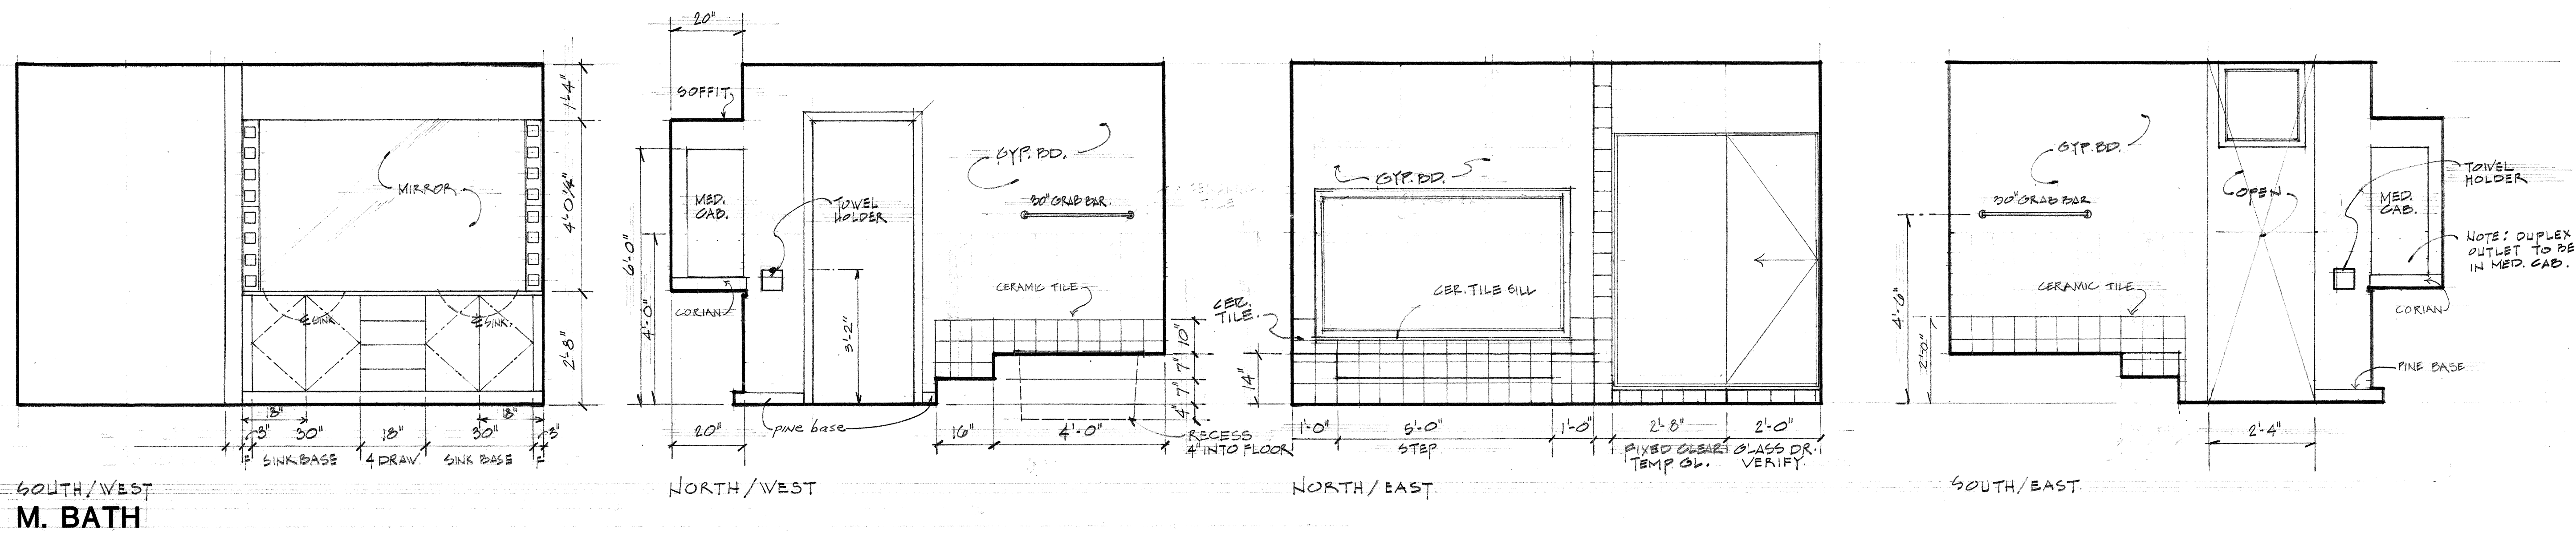 1'-4"
MIRROR
4'-0 1/4"
℄ SINK
℄ SINK
2'-8"
18"
18"
3"
30"
18"
30"
3"
F
SINK BASE
4 DRAW
SINK BASE
F
SOUTH/WEST
M. BATH
20"
SOFFIT
GYP. BD.
MED.
CAB.
TOWEL
HOLDER
30" GRAB BAR.
6'-0"
4'-0"
CORIAN
3'-2"
CERAMIC TILE
10"
7"
7"
4"
20"
pine base
16"
4'-0"
RECESS
4" INTO FLOOR
NORTH/WEST
GYP. BD.
CER. TILE SILL
CER.
TILE
14"
1'-0"
5'-0"
1'-0"
2'-8"
2'-0"
STEP
FIXED CLEAR
TEMP. GL.
GLASS DR.
VERIFY.
NORTH/EAST.
GYP. BD.
OPEN
30" GRAB BAR
TOWEL
HOLDER
MED.
CAB.
NOTE: DUPLEX
OUTLET TO BE
IN MED. CAB.
CERAMIC TILE
4'-6"
2'-0"
CORIAN
PINE BASE
2'-4"
SOUTH/EAST.